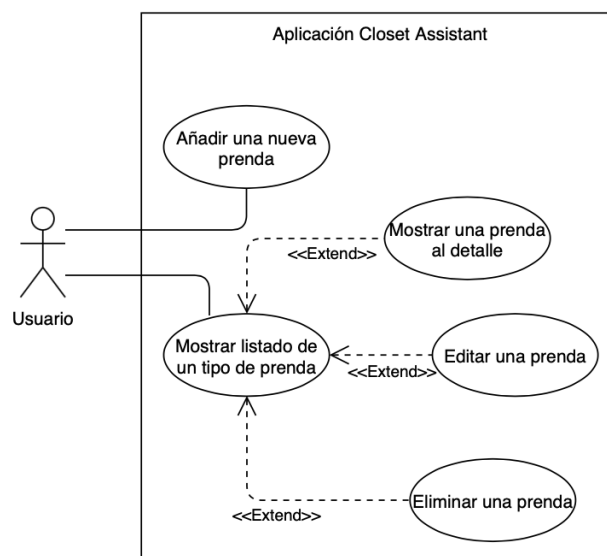 Aplicación Closet Assistant
Añadir una nueva
prenda
Mostrar una prenda
al detalle
<<Extend>>
Usuario
Mostrar listado de
un tipo de prenda
Editar una prenda
<<Extend>>
Eliminar una prenda
<<Extend>>